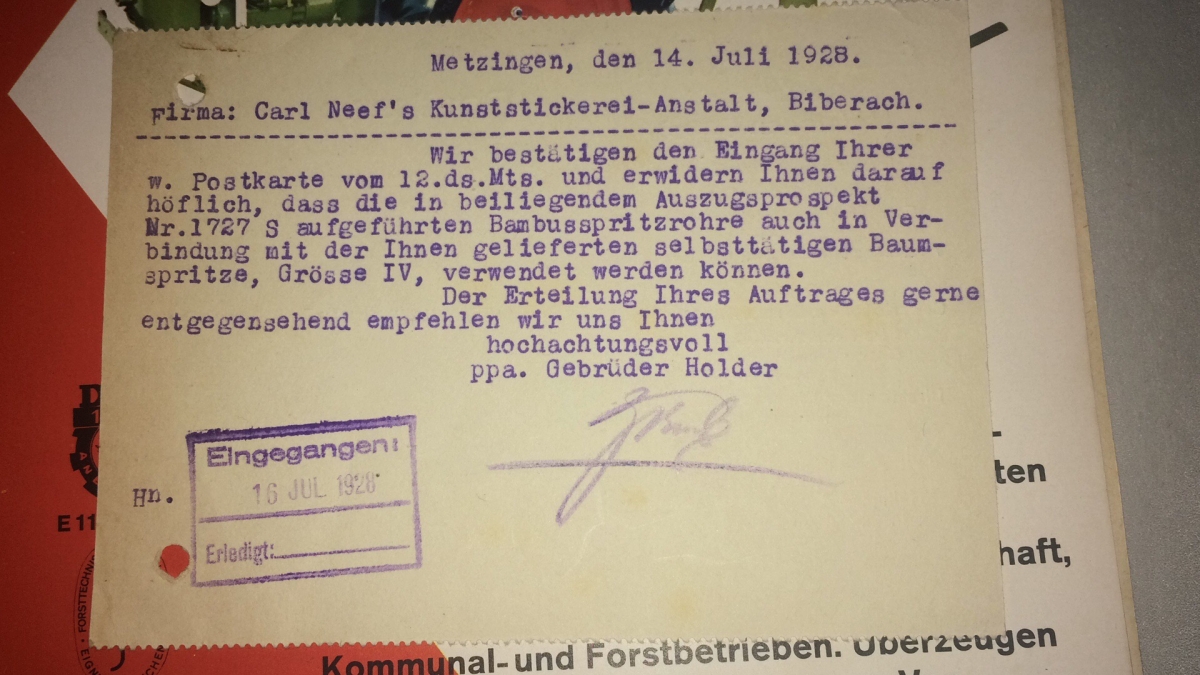 Metzingen, den 14. Juli 1928.
Firma: Carl Neef's Kunststickerei-Anstalt, Biberach.
Wir bestätigen den Eingang Ihrer
w. Postkarte vom 12.ds.Mts. und erwidern Ihnen darauf
höflich, dass die in beiliegendem Auszugsprospekt
Nr.1727 S aufgeführten Bambusspritzrohre auch in Ver-
bindung mit der Ihnen gelieferten selbsttätigen Baum-
spritze, Grösse IV, verwendet werden können.
Der Erteilung Ihres Auftrages gerne
entgegensehend empfehlen wir uns Ihnen
hochachtungsvoll
ppa. Gebrüder Holder
Eingegangen:
16 JUL 1928
Hn.
Erledigt:
E 11
FORSTTECHNI
EIGN
ten
haft,
Kommunal- und Forstbetrieben. Überzeugen